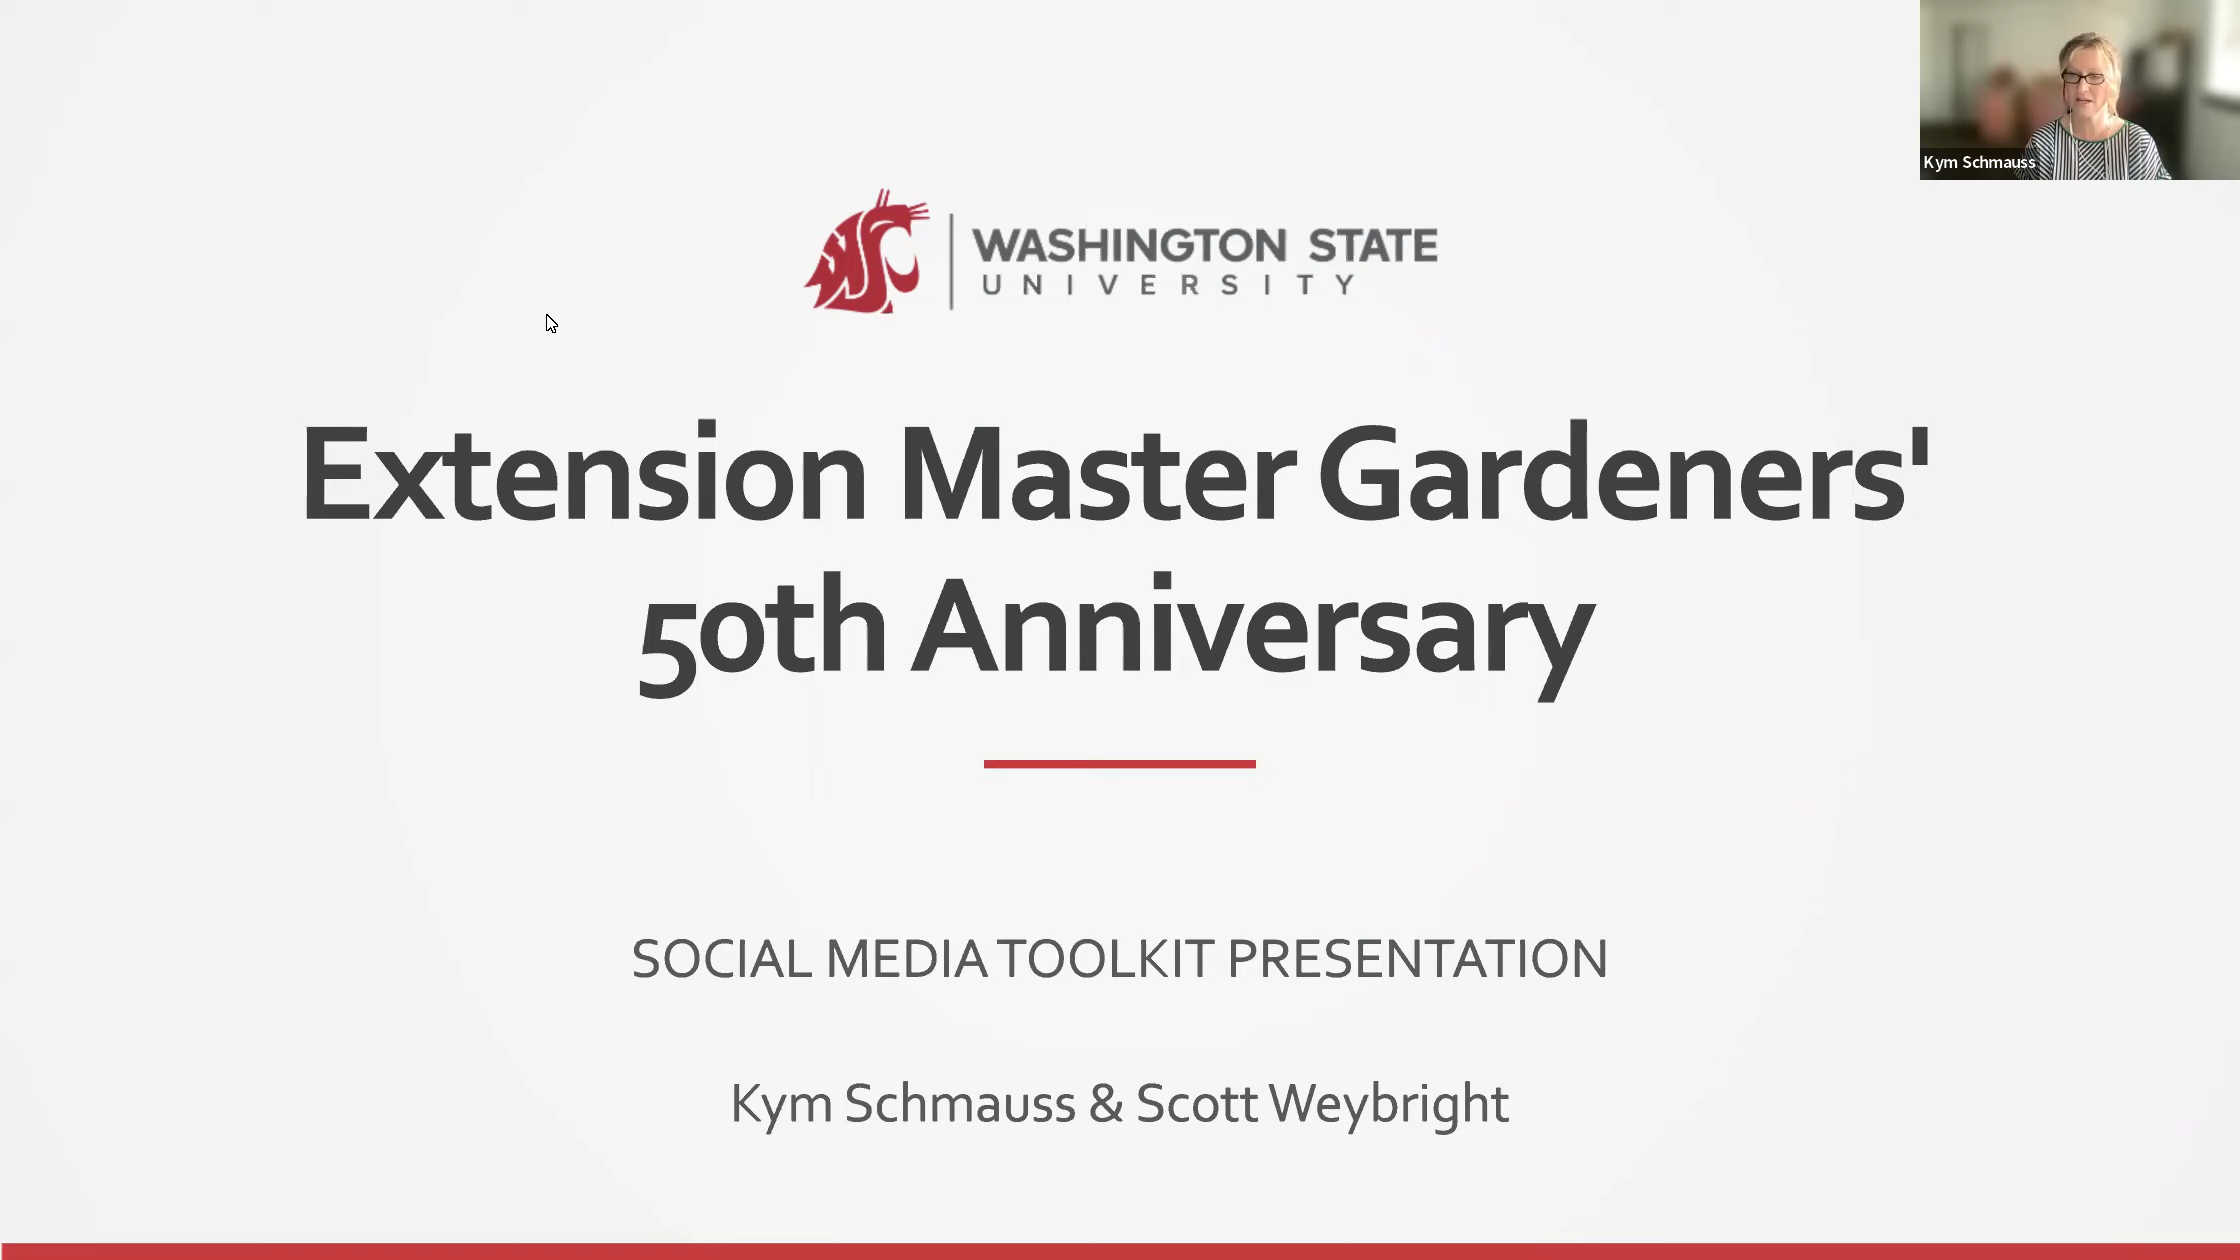 Kym Schmauss
WASHINGTON STATE
UNIVERSITY
Extension Master Gardeners'
50th Anniversary
SOCIAL MEDIA TOOLKIT PRESENTATION
Kym Schmauss & Scott Weybright